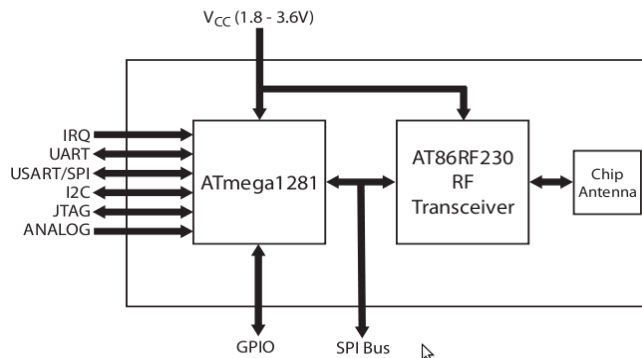 VCC (1.8 - 3.6V)
IRQ
UART
USART/SPI
I2C
JTAG
ANALOG
ATmega1281
AT86RF230
RF
Transceiver
Chip
Antenna
GPIO
SPI Bus